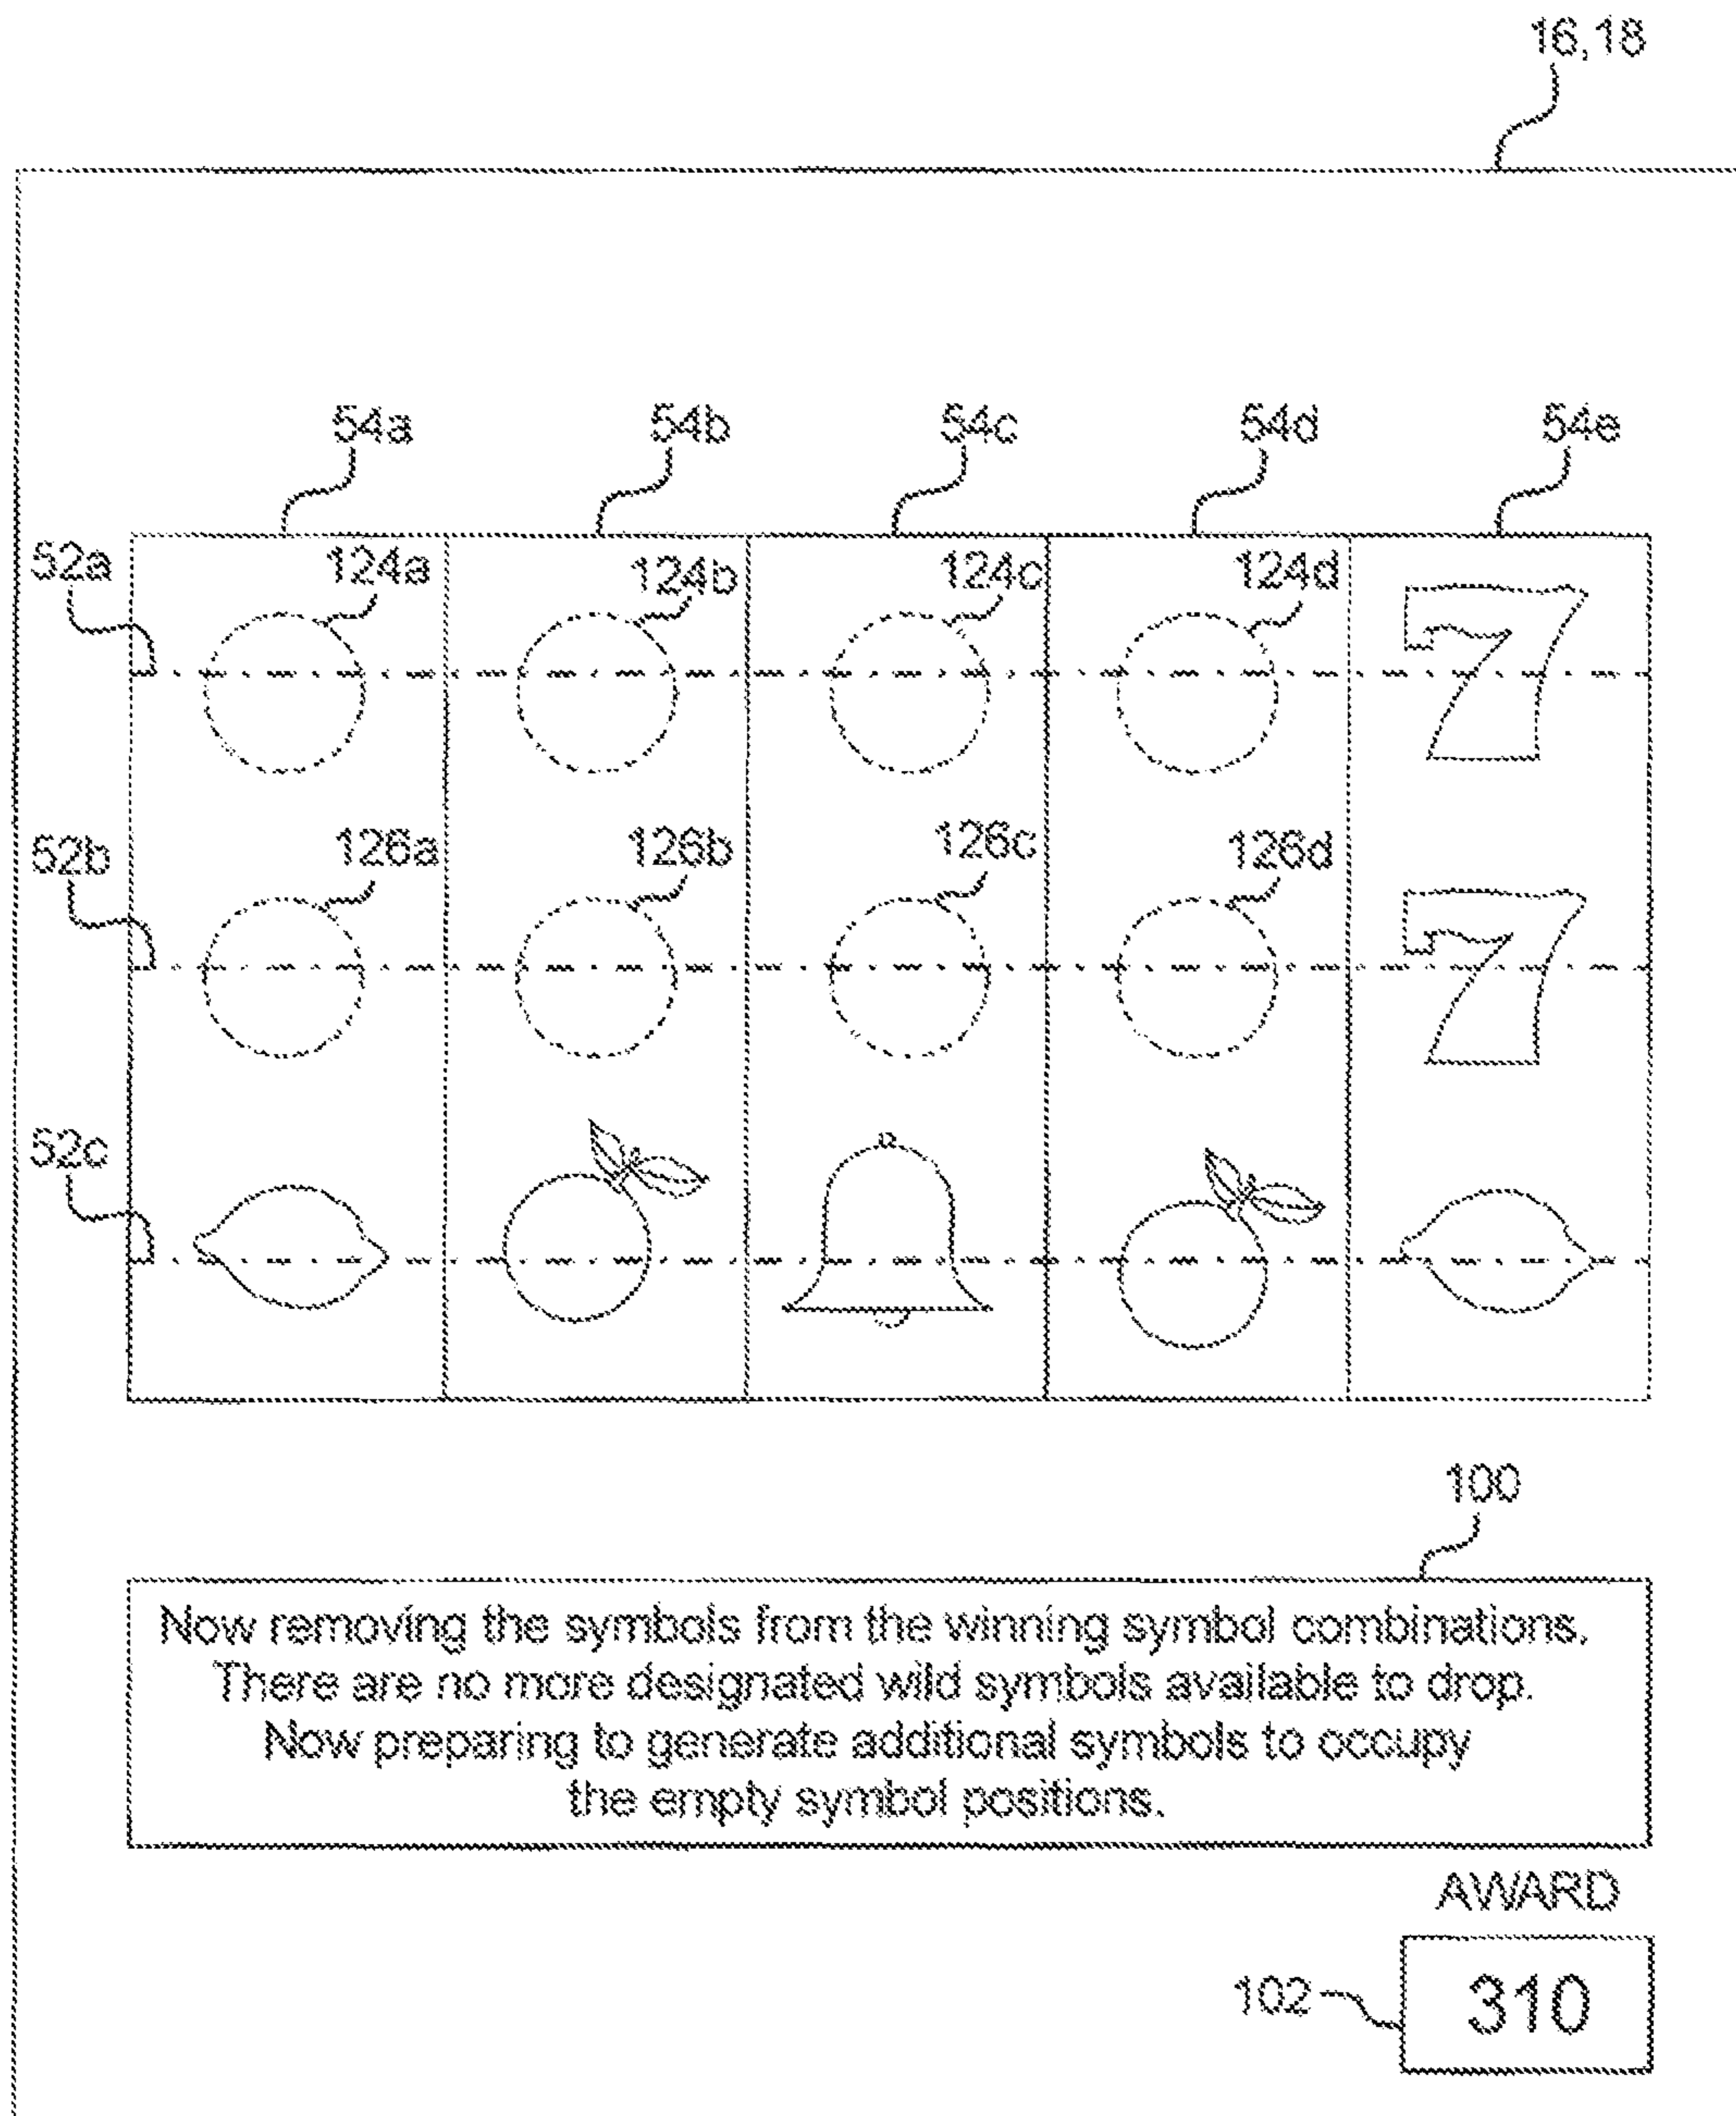 16,18
54a 54b 54c 54d 54e
52a 124a 124b 124c 124d 7
52b 126a 126b 126c 126d 7
52c
100
Now removing the symbols from the winning symbol combinations.
There are no more designated wild symbols available to drop.
Now preparing to generate additional symbols to occupy
the empty symbol positions.
AWARD
102 310